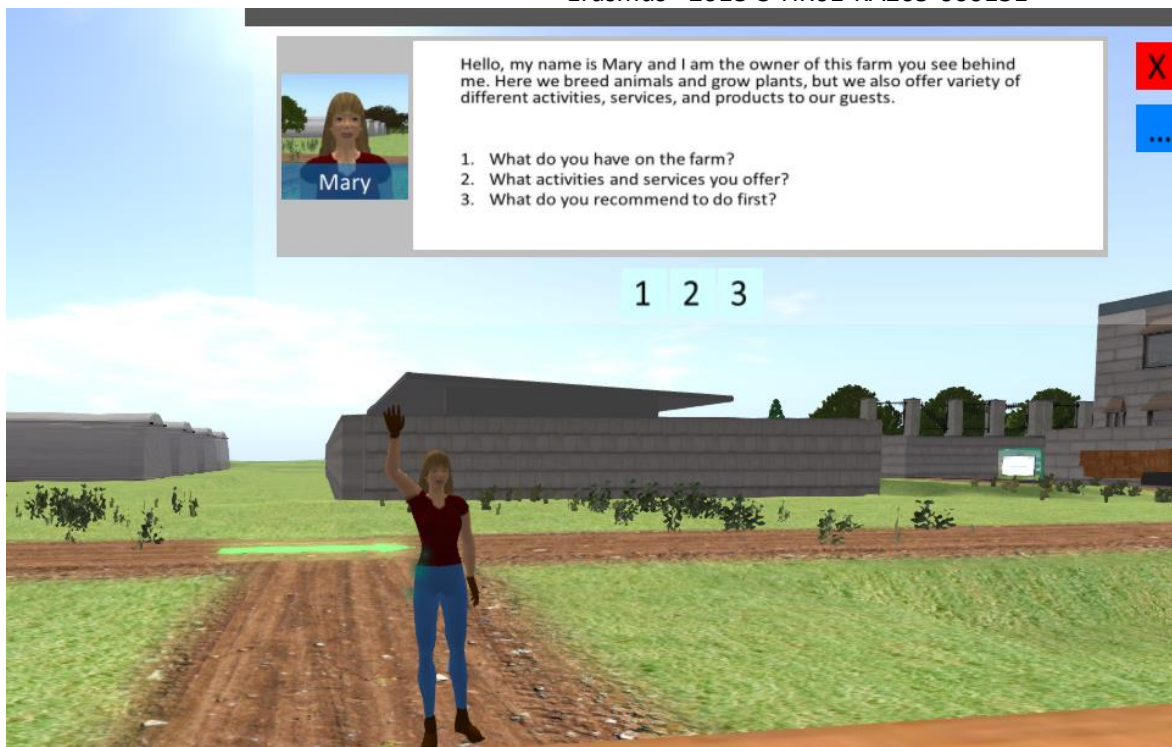 Hello, my name is Mary and I am the owner of this farm you see behind
me. Here we breed animals and grow plants, but we also offer variety of
different activities, services, and products to our guests.
1. What do you have on the farm?
2. What activities and services you offer?
3. What do you recommend to do first?
Mary
X
...
1 2 3